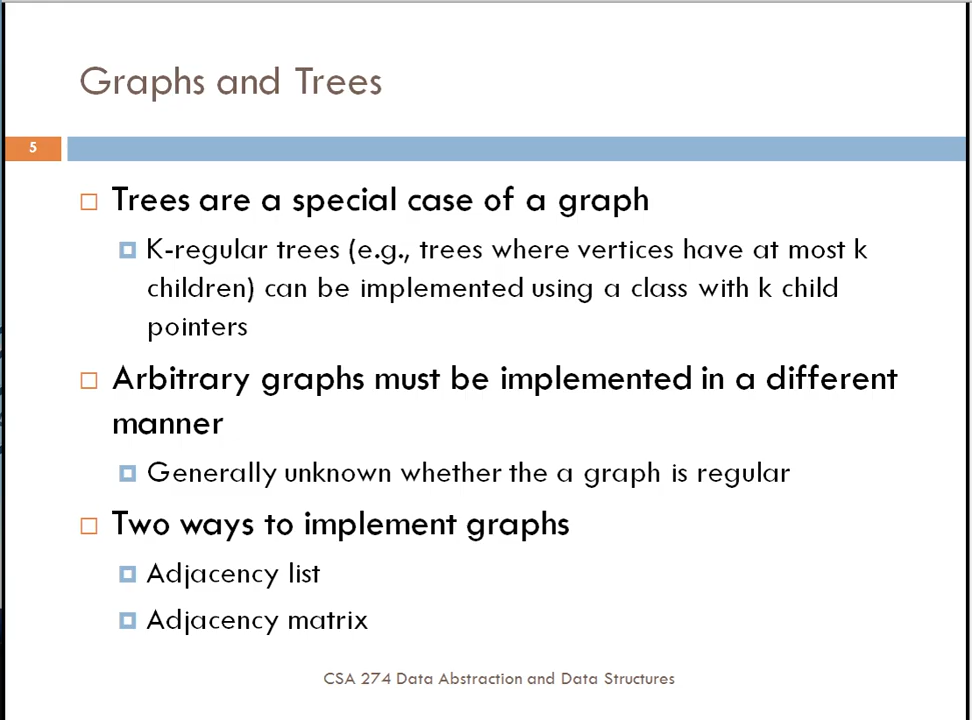 Graphs and Trees
5
Trees are a special case of a graph
K-regular trees (e.g., trees where vertices have at most k
children) can be implemented using a class with k child
pointers
Arbitrary graphs must be implemented in a different
manner
Generally unknown whether the a graph is regular
Two ways to implement graphs
Adjacency list
Adjacency matrix
CSA 274 Data Abstraction and Data Structures